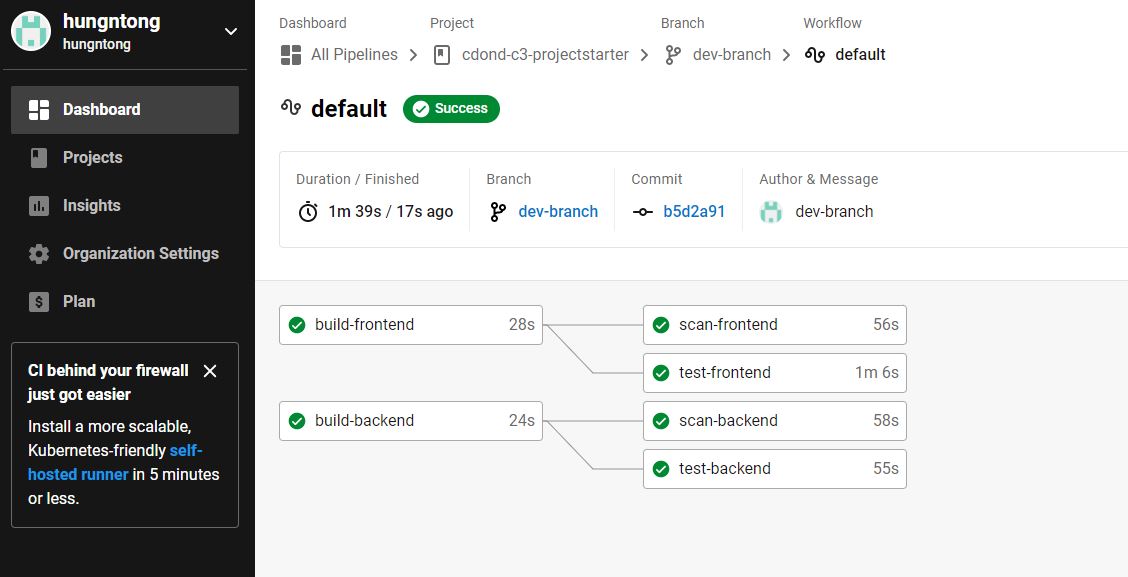 hungntong
hungntong
Dashboard
Projects
Insights
Organization Settings
$ Plan
CI behind your firewall
just got easier
Install a more scalable,
Kubernetes-friendly self-
hosted runner in 5 minutes
or less.
Dashboard Project Branch Workflow
All Pipelines cdond-c3-projectstarter dev-branch default
default Success
Duration / Finished Branch Commit Author & Message
1m 39s / 17s ago dev-branch b5d2a91 dev-branch
build-frontend 28s scan-frontend 56s
test-frontend 1m 6s
build-backend 24s scan-backend 58s
test-backend 55s